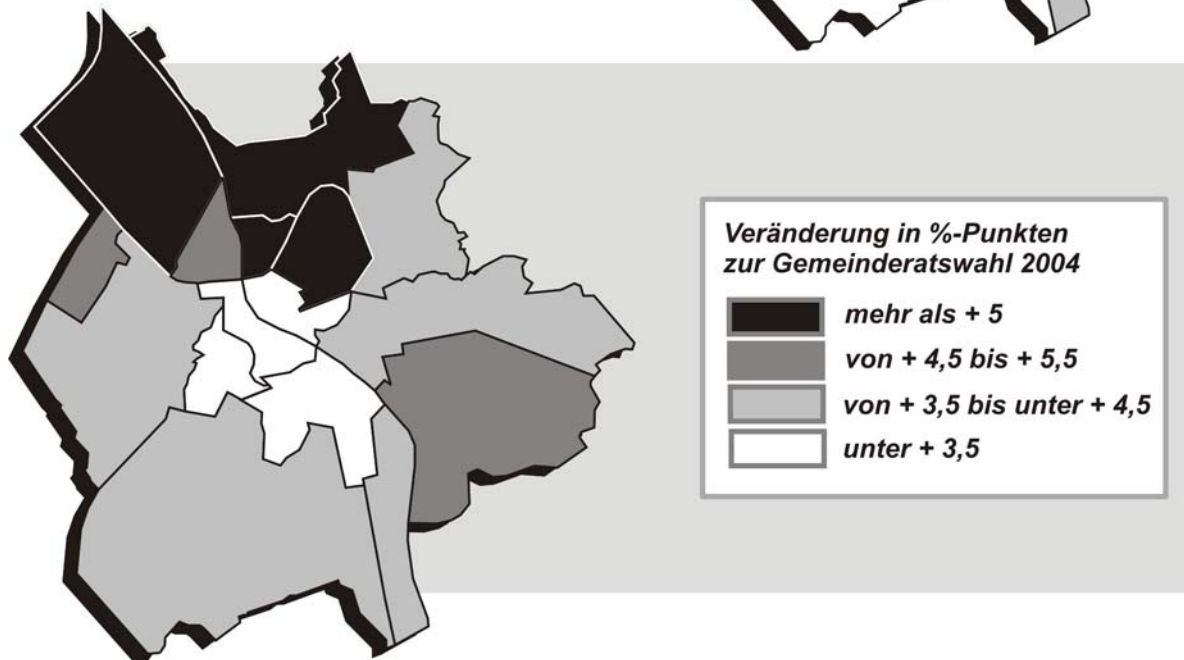 Veränderung in %-Punkten
zur Gemeinderatswahl 2004
mehr als + 5
von + 4,5 bis + 5,5
von + 3,5 bis unter + 4,5
unter + 3,5